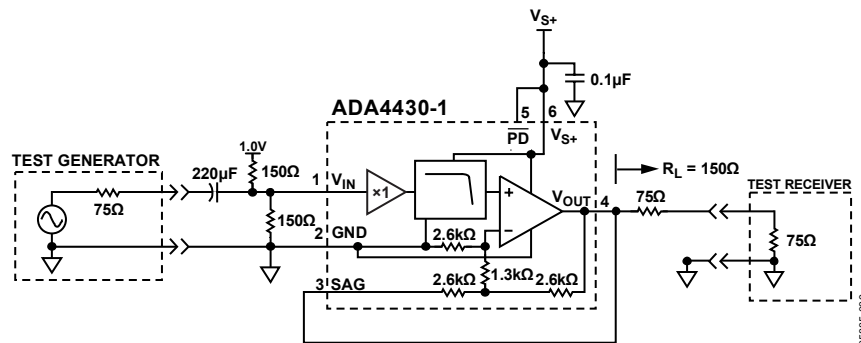 VS+
0.1µF
ADA4430-1
5
6
PD
VS+
TEST GENERATOR
75Ω
220µF
1.0V
150Ω
150Ω
1
VIN
×1
2
GND
2.6kΩ
+
−
1.3kΩ
3
SAG
2.6kΩ
2.6kΩ
VOUT
4
RL = 150Ω
75Ω
TEST RECEIVER
75Ω